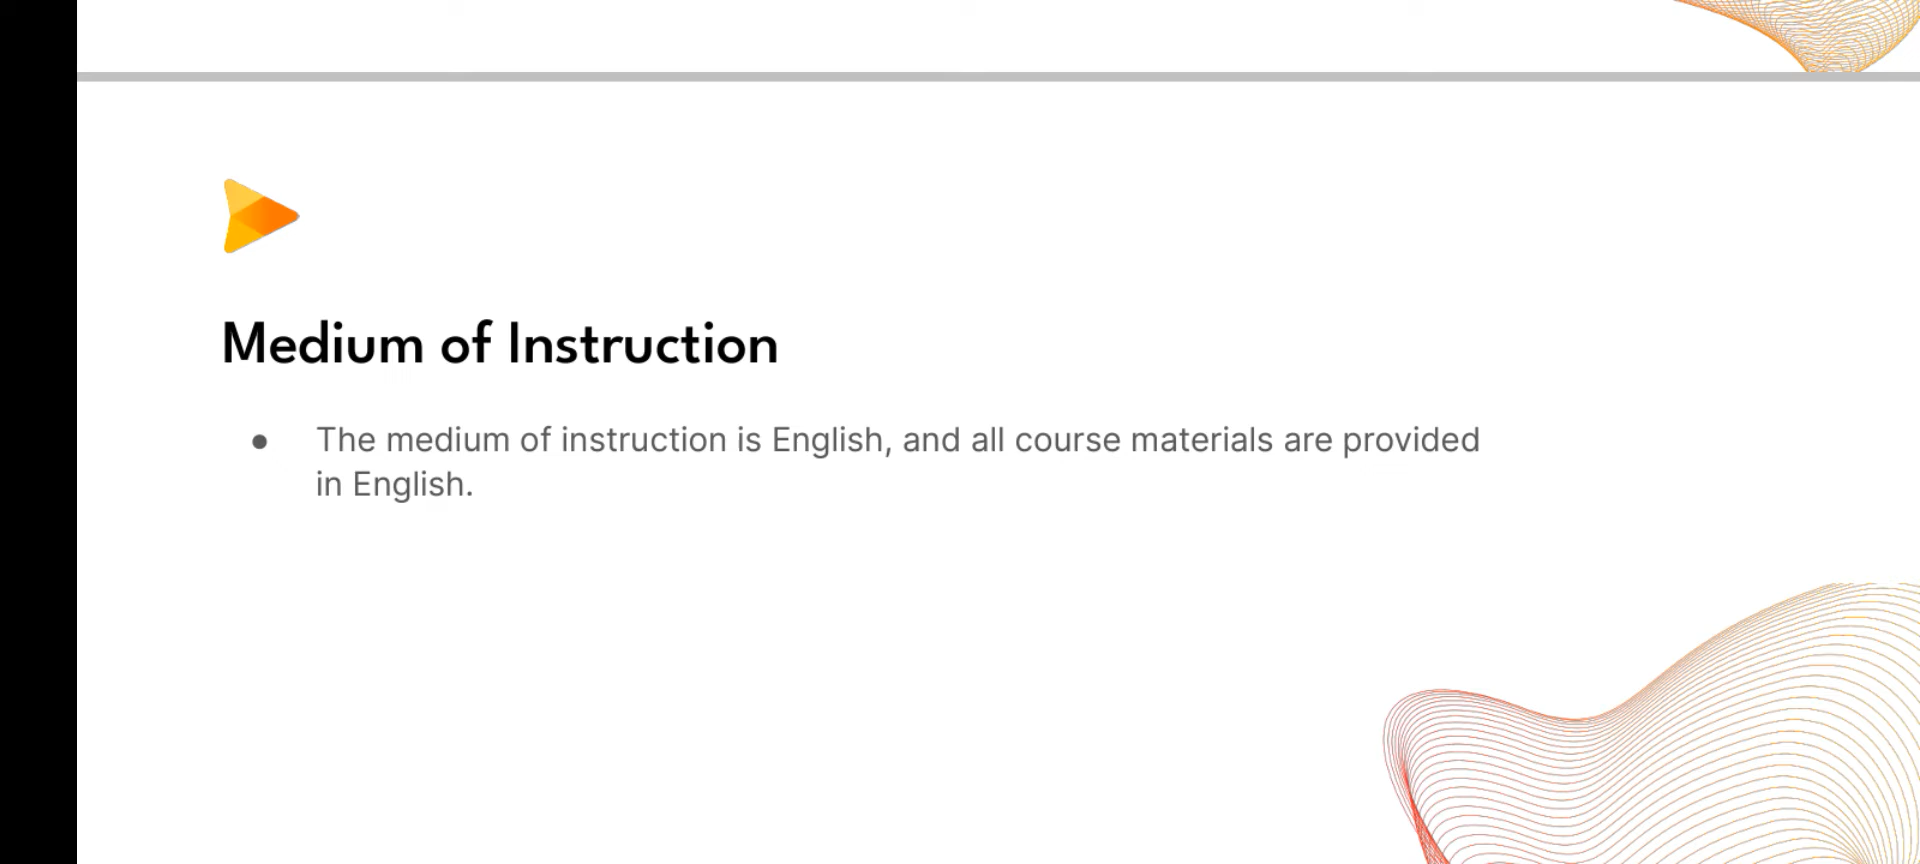 Medium of Instruction
● The medium of instruction is English, and all course materials are provided
in English.